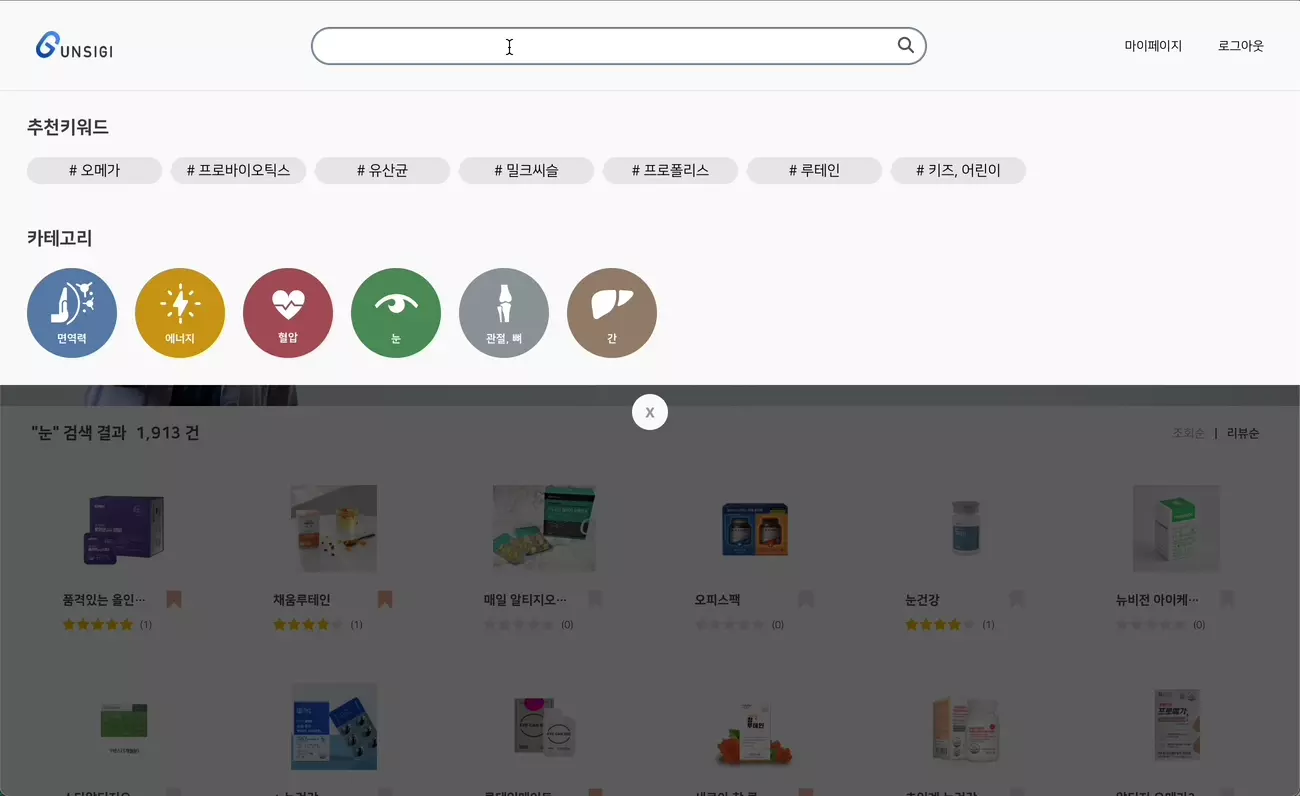 GUNSIGI
마이페이지 로그아웃
추천키워드
# 오메가 # 프로바이오틱스 # 유산균 # 밀크씨슬 # 프로폴리스 # 루테인 # 키즈, 어린이
카테고리
면역력 에너지 혈압 눈 관절, 뼈 간
X
"눈" 검색 결과 1,913 건
조회순 | 리뷰순
품격있는 올인… 채움루테인 매일 알티지오… 오피스팩 눈건강 뉴비전 아이케…
(1) (1) (0) (0) (1) (0)